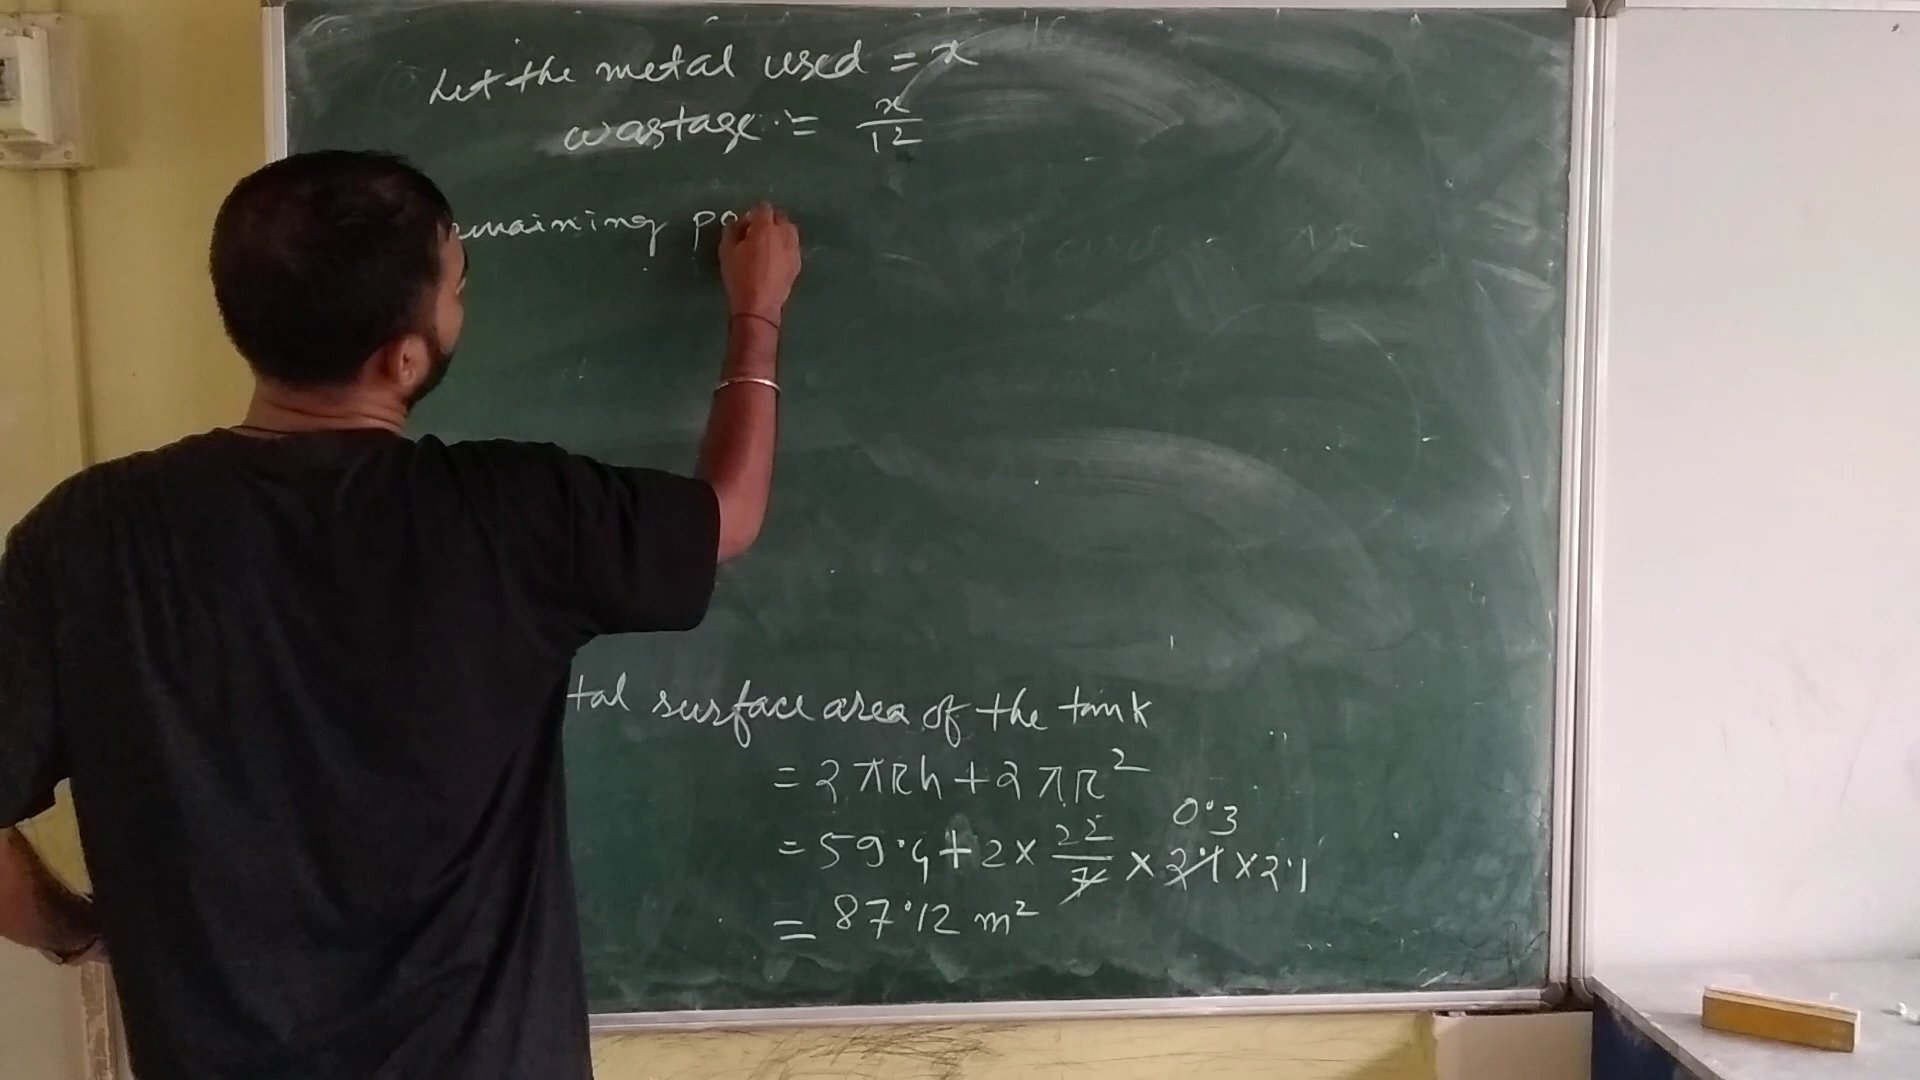 Let the metal used = x
wastage = x/12
emaining
tal surface area of the tank
= 2πRh + 2πR²
0.3
= 59.4 + 2 × 22/7 × 2.1 × 2.1
= 87.12 m²